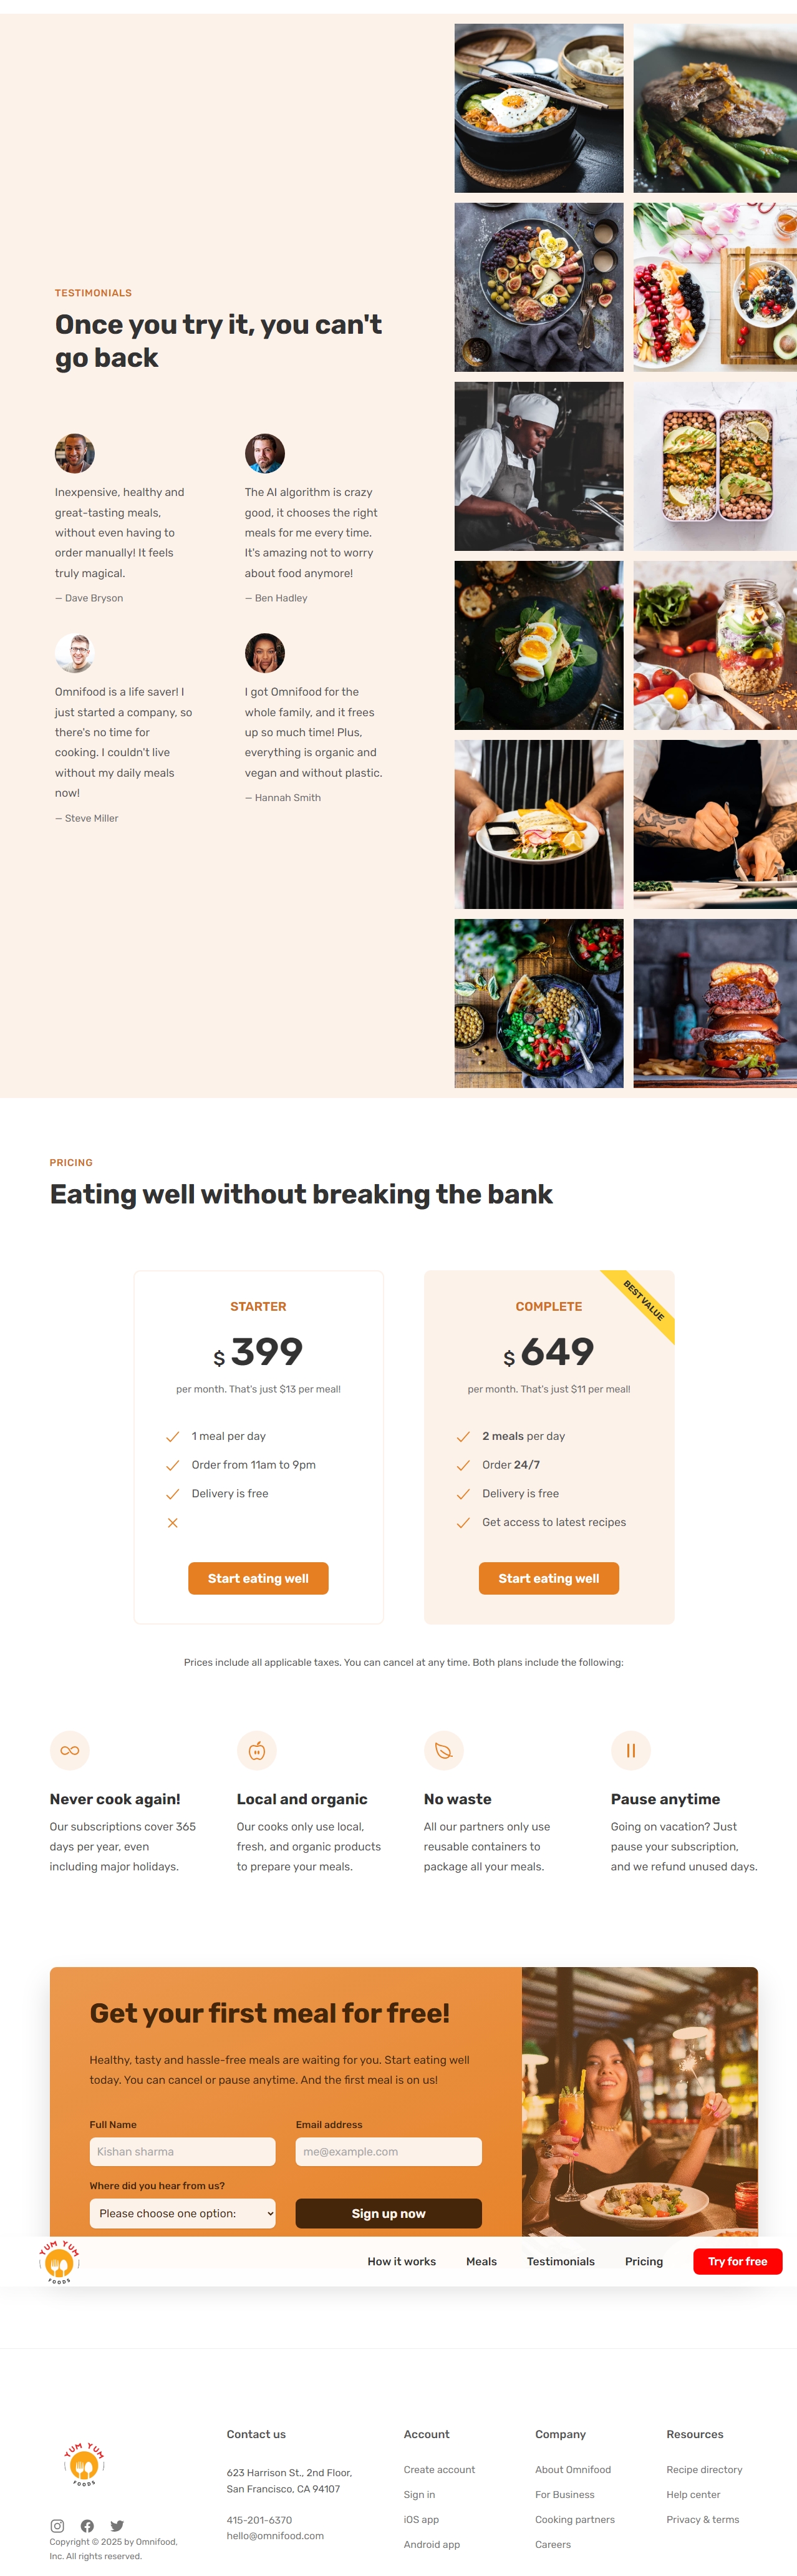 TESTIMONIALS
Once you try it, you can't
go back
Inexpensive, healthy and
great-tasting meals,
without even having to
order manually! It feels
truly magical.
— Dave Bryson
The AI algorithm is crazy
good, it chooses the right
meals for me every time.
It's amazing not to worry
about food anymore!
— Ben Hadley
Omnifood is a life saver! I
just started a company, so
there's no time for
cooking. I couldn't live
without my daily meals
now!
— Steve Miller
I got Omnifood for the
whole family, and it frees
up so much time! Plus,
everything is organic and
vegan and without plastic.
— Hannah Smith
PRICING
Eating well without breaking the bank
STARTER
$ 399
per month. That's just $13 per meal!
1 meal per day
Order from 11am to 9pm
Delivery is free
Start eating well
BEST VALUE
COMPLETE
$ 649
per month. That's just $11 per meal!
2 meals per day
Order 24/7
Delivery is free
Get access to latest recipes
Start eating well
Prices include all applicable taxes. You can cancel at any time. Both plans include the following:
Never cook again!
Our subscriptions cover 365
days per year, even
including major holidays.
Local and organic
Our cooks only use local,
fresh, and organic products
to prepare your meals.
No waste
All our partners only use
reusable containers to
package all your meals.
Pause anytime
Going on vacation? Just
pause your subscription,
and we refund unused days.
Get your first meal for free!
Healthy, tasty and hassle-free meals are waiting for you. Start eating well
today. You can cancel or pause anytime. And the first meal is on us!
Full Name
Kishan sharma
Email address
me@example.com
Where did you hear from us?
Please choose one option:
Sign up now
YUM YUM
FOODS
How it works
Meals
Testimonials
Pricing
Try for free
YUM YUM
FOODS
Copyright © 2025 by Omnifood,
Inc. All rights reserved.
Contact us
623 Harrison St., 2nd Floor,
San Francisco, CA 94107
415-201-6370
hello@omnifood.com
Account
Create account
Sign in
iOS app
Android app
Company
About Omnifood
For Business
Cooking partners
Careers
Resources
Recipe directory
Help center
Privacy & terms